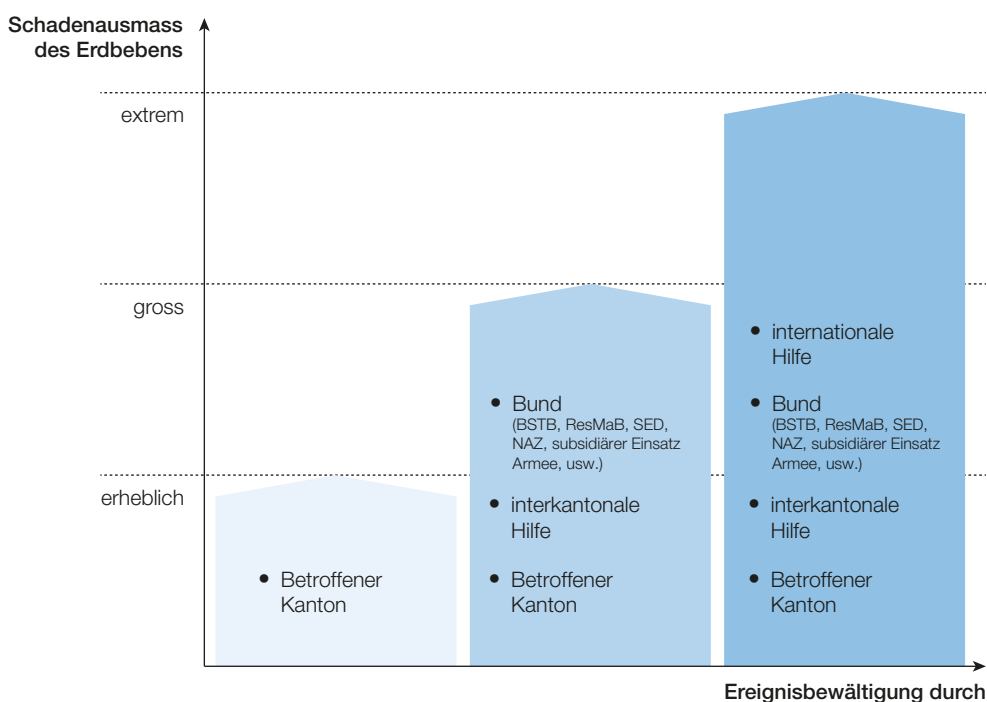 Schadenausmass
des Erdbebens
extrem
gross
erheblich
• Betroffener
Kanton
• Bund
(BSTB, ResMaB, SED,
NAZ, subsidiärer Einsatz
Armee, usw.)
• interkantonale
Hilfe
• Betroffener
Kanton
• internationale
Hilfe
• Bund
(BSTB, ResMaB, SED,
NAZ, subsidiärer Einsatz
Armee, usw.)
• interkantonale
Hilfe
• Betroffener
Kanton
Ereignisbewältigung durch